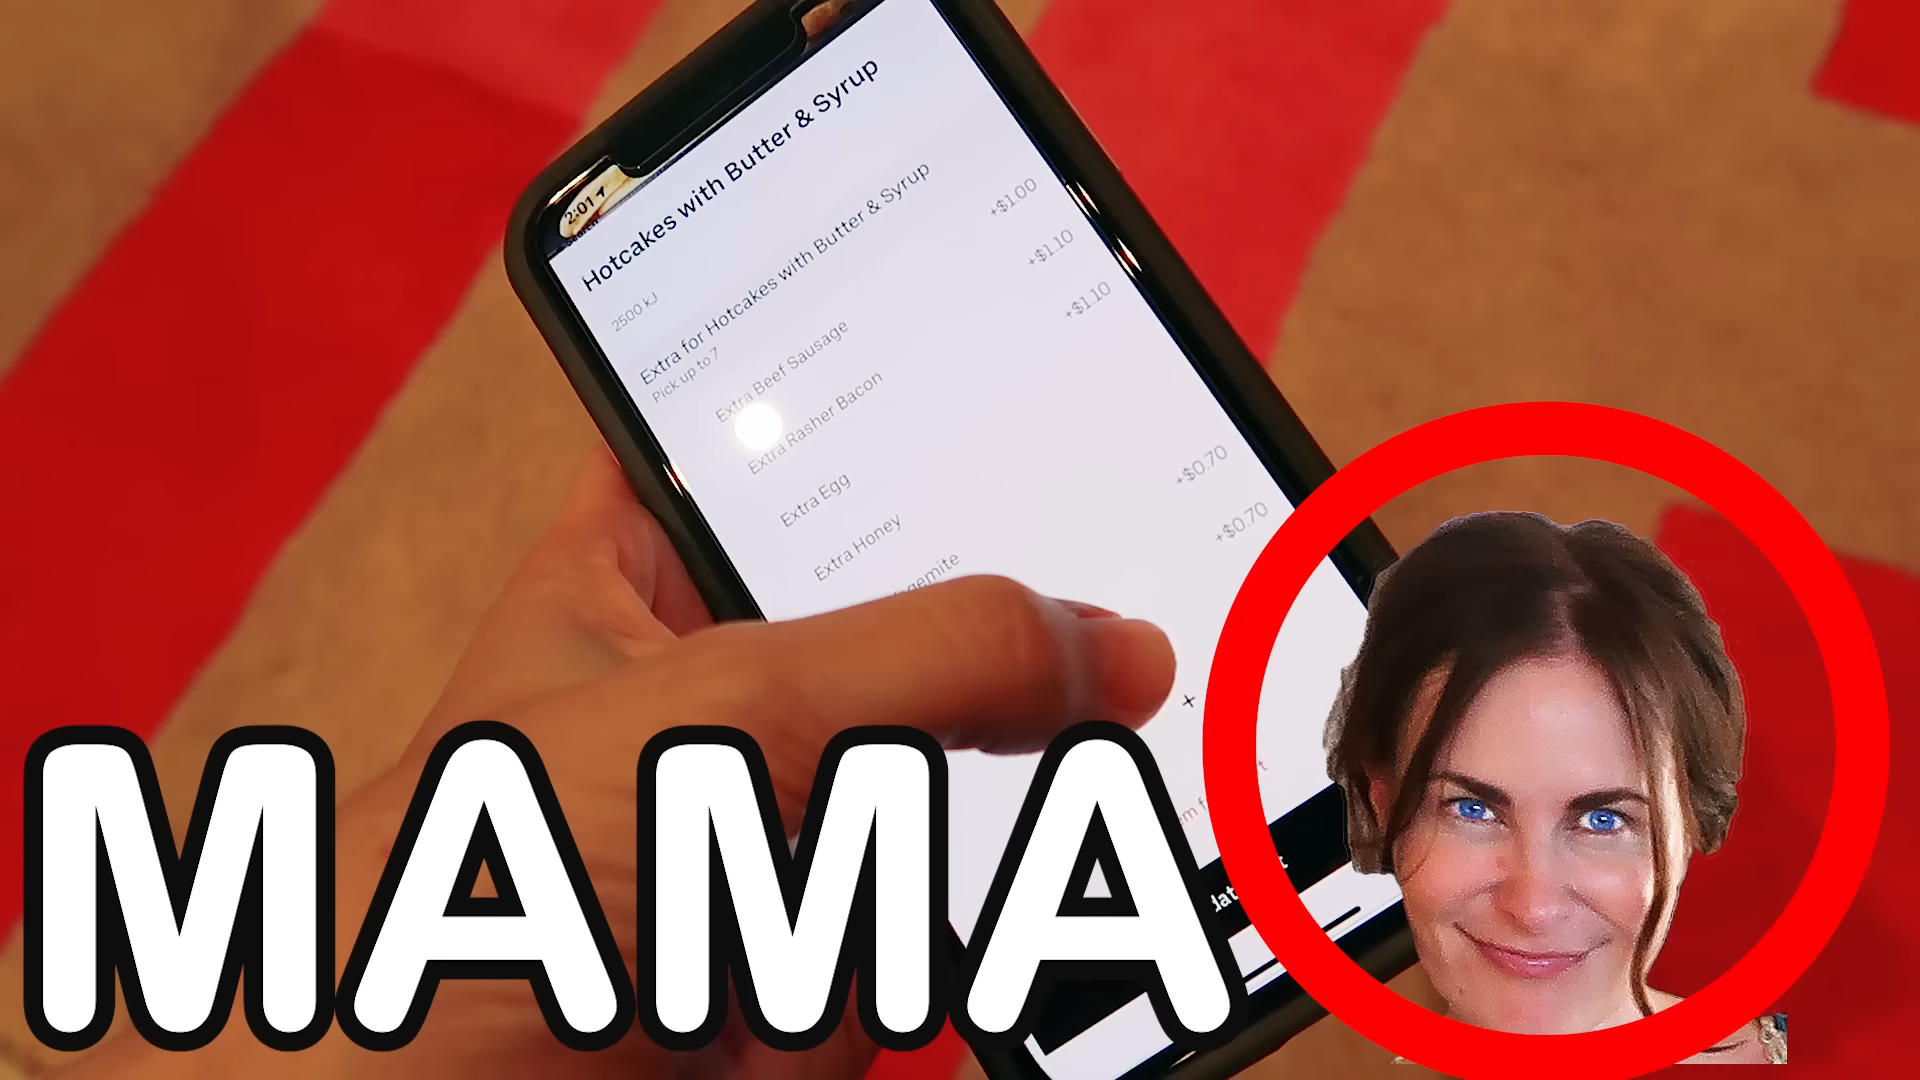 2:01
Search
Hotcakes with Butter & Syrup
2500 kJ
Extra for Hotcakes with Butter & Syrup
Pick up to 7
Extra Beef Sausage +$1.00
Extra Rasher Bacon +$1.10
Extra Egg +$1.10
Extra Honey
+$0.70
+$0.70
+
MAMA